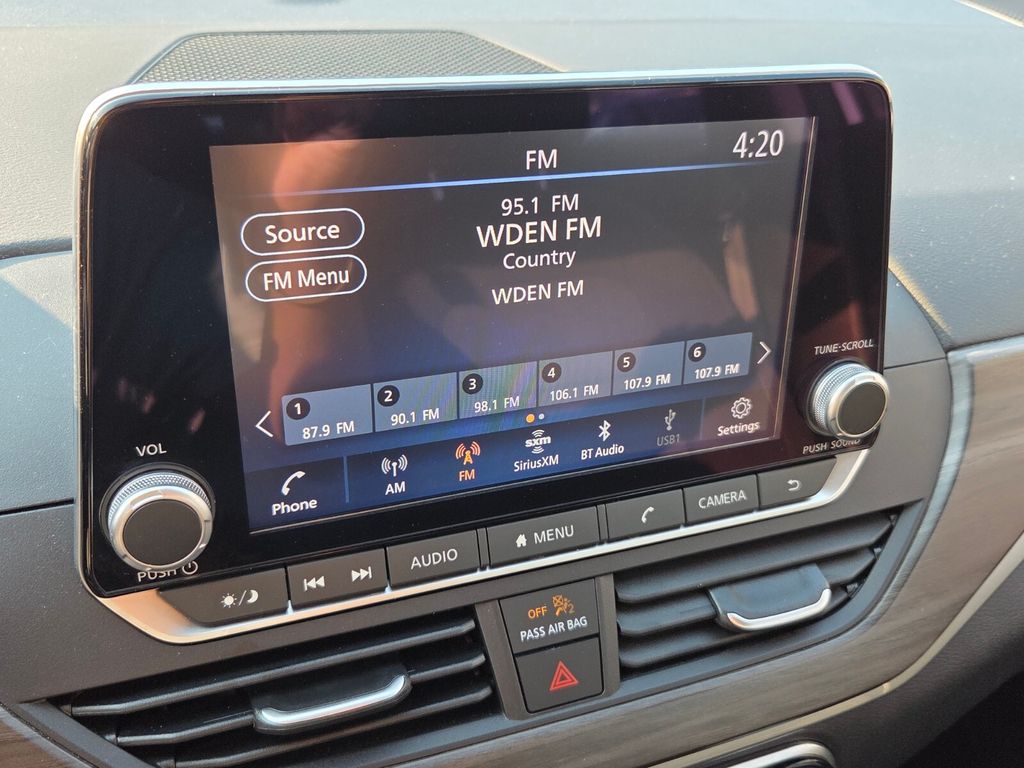 FM
4:20
Source
FM Menu
95.1 FM
WDEN FM
Country
WDEN FM
1
87.9 FM
2
90.1 FM
3
98.1 FM
4
106.1 FM
5
107.9 FM
6
107.9 FM
Phone
AM
FM
sxm
SiriusXM
BT Audio
USB1
Settings
VOL
PUSH
TUNE·SCROLL
PUSH SOUND
AUDIO
MENU
CAMERA
OFF 2
PASS AIR BAG